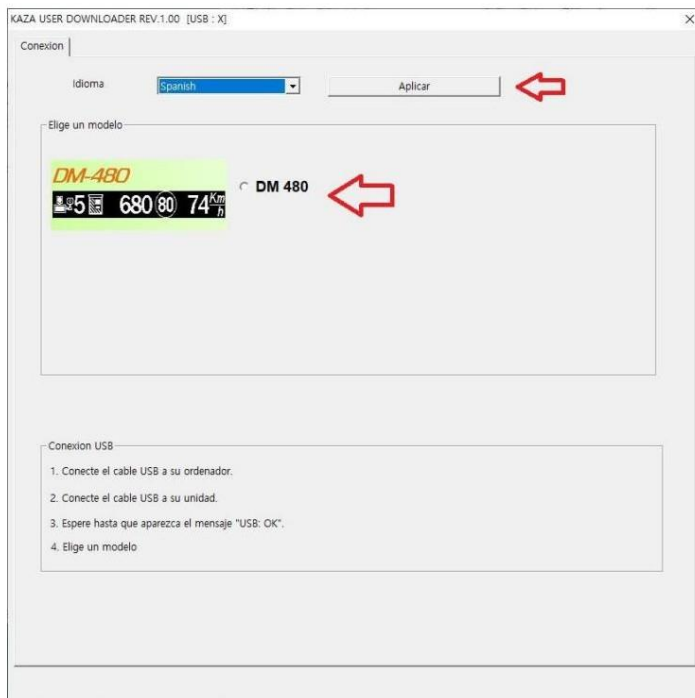 KAZA USER DOWNLOADER REV.1.00 [USB : X]
Conexion
Idioma Spanish Aplicar
Elige un modelo
DM-480
5 680 80 74 Km/h
DM 480
Conexion USB
1. Conecte el cable USB a su ordenador.
2. Conecte el cable USB a su unidad.
3. Espere hasta que aparezca el mensaje "USB: OK".
4. Elige un modelo